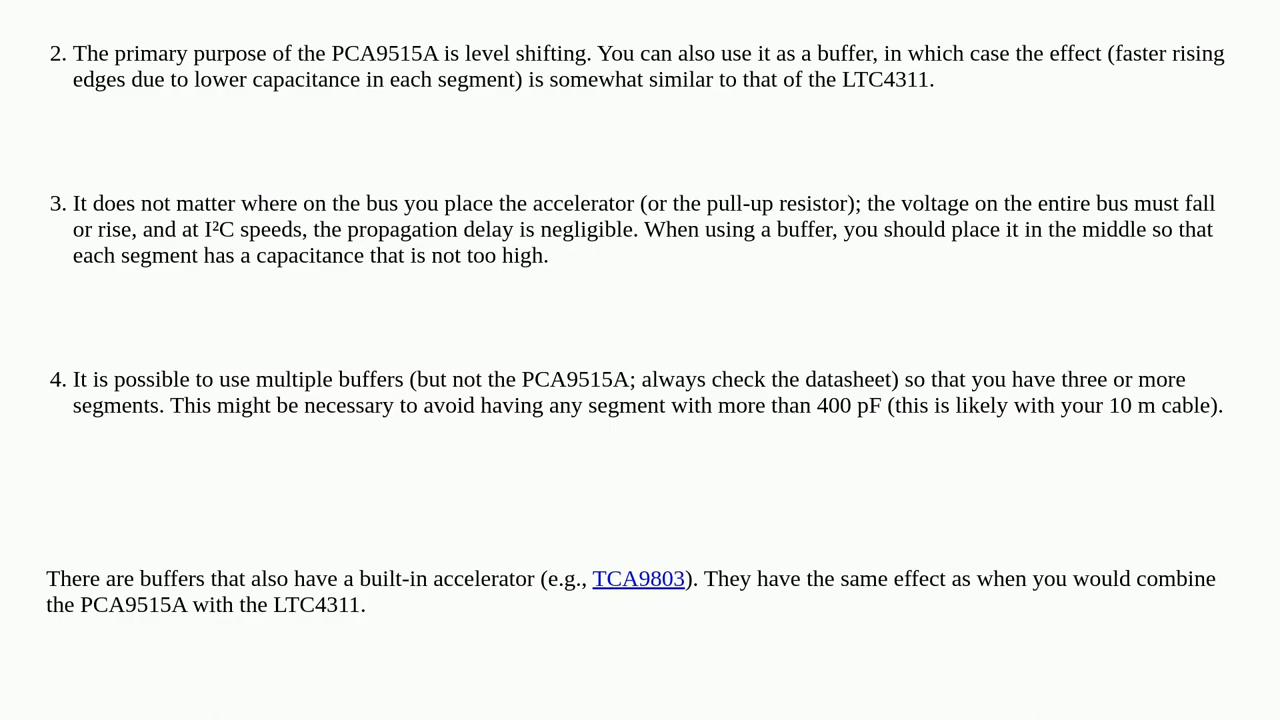 2. The primary purpose of the PCA9515A is level shifting. You can also use it as a buffer, in which case the effect (faster rising
edges due to lower capacitance in each segment) is somewhat similar to that of the LTC4311.
3. It does not matter where on the bus you place the accelerator (or the pull-up resistor); the voltage on the entire bus must fall
or rise, and at I²C speeds, the propagation delay is negligible. When using a buffer, you should place it in the middle so that
each segment has a capacitance that is not too high.
4. It is possible to use multiple buffers (but not the PCA9515A; always check the datasheet) so that you have three or more
segments. This might be necessary to avoid having any segment with more than 400 pF (this is likely with your 10 m cable).
There are buffers that also have a built-in accelerator (e.g., TCA9803). They have the same effect as when you would combine
the PCA9515A with the LTC4311.